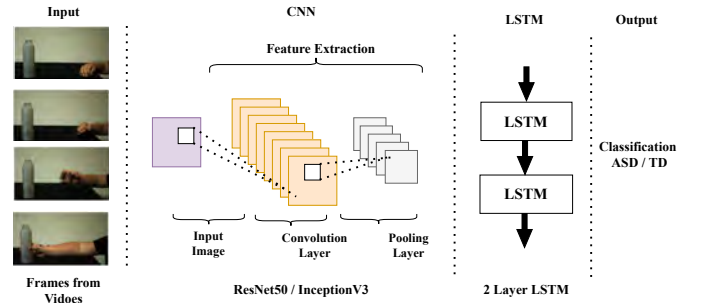 Input
CNN
LSTM
Output
Feature Extraction
LSTM
LSTM
Classification
ASD / TD
Input
Image
Convolution
Layer
Pooling
Layer
Frames from
Vidoes
ResNet50 / InceptionV3
2 Layer LSTM